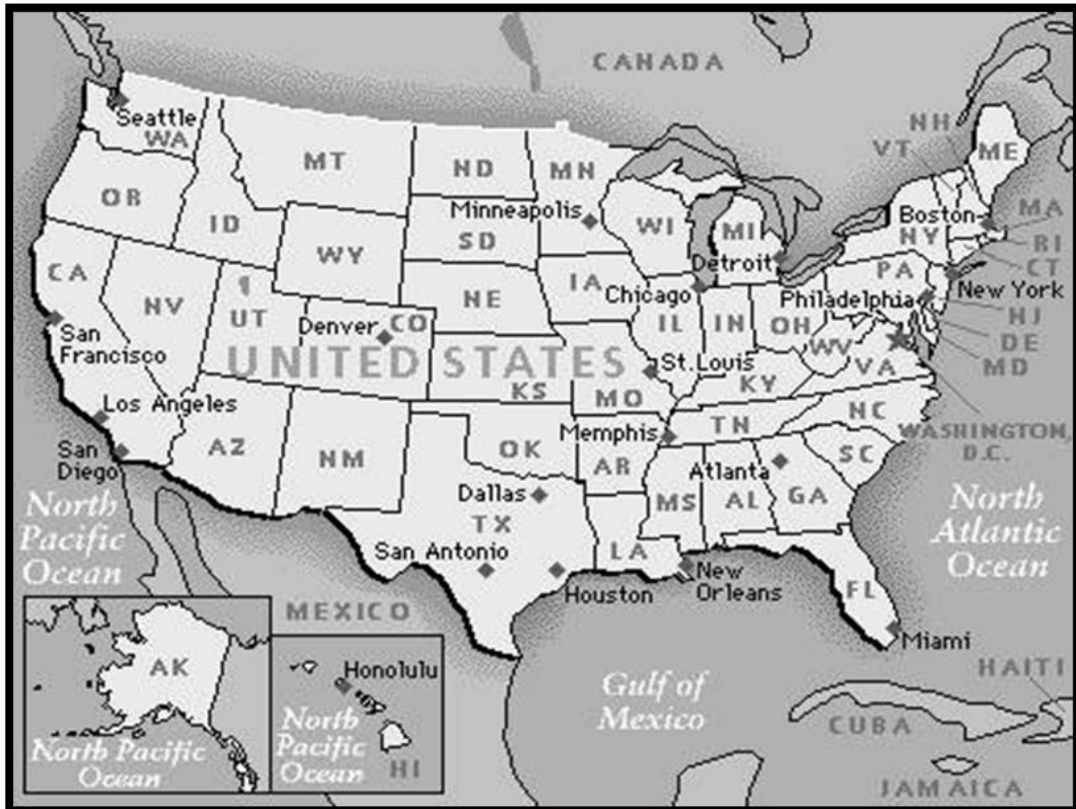 CANADA
NH
VT
ME
Seattle
WA
MT
ND
MN
OR
ID
Minneapolis
WI
MI
Boston
MA
NY
WY
SD
RI
CA
Detroit
CT
PA
NV
¶
UT
NE
IA
Chicago
Philadelphia
New York
San
Francisco
Denver
CO
IL
IN
OH
NJ
DE
WV
MD
UNITED STATES
St. Louis
VA
KS
MO
KY
Los Angeles
NC
San
Diego
AZ
NM
OK
Memphis
TN
WASHINGTON,
D.C.
AR
Atlanta
SC
Dallas
TX
MS
AL
GA
North
Pacific
Ocean
North
Atlantic
Ocean
San Antonio
LA
Houston
New
Orleans
FL
MEXICO
Miami
AK
Honolulu
HAITI
Gulf of
Mexico
North Pacific
Ocean
North
Pacific
Ocean
HI
CUBA
JAMAICA